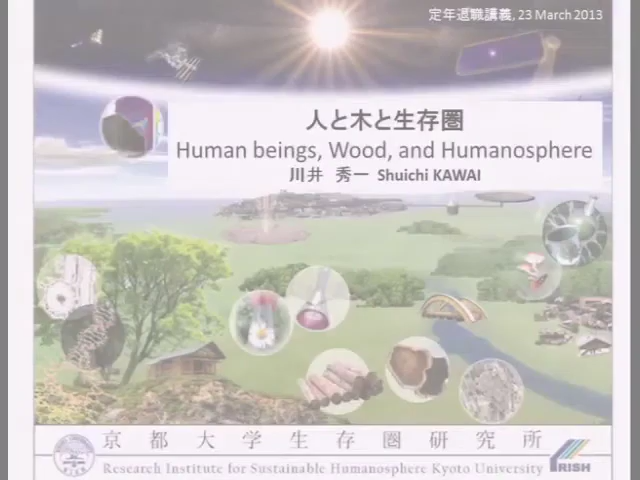 定年退職講義, 23 March 2013
人と木と生存圏
Human beings, Wood, and Humanosphere
川井 秀一 Shuichi KAWAI
京都大学生存圏研究所
Research Institute for Sustainable Humanosphere Kyoto University
RISH